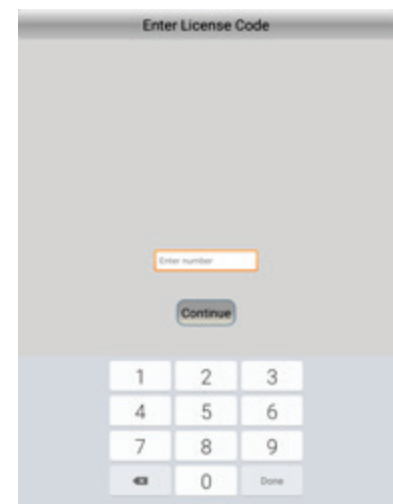 Enter License Code
Enter number
Continue
1 2 3
4 5 6
7 8 9
0 Done